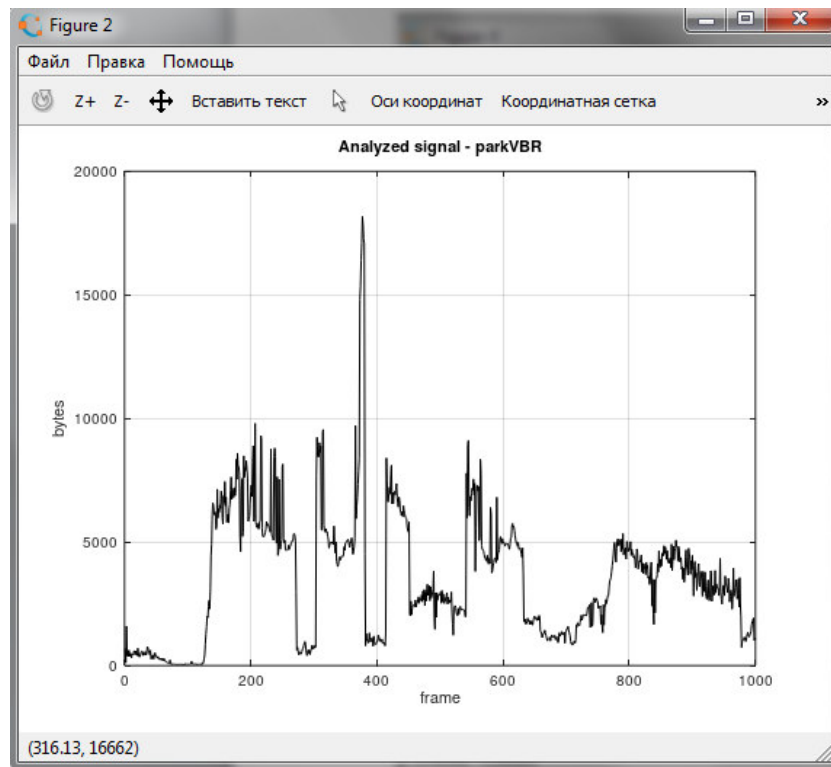 Figure 2
Файл Правка Помощь
Z+ Z- Вставить текст Оси координат Координатная сетка »
Analyzed signal - parkVBR
20000
15000
10000
5000
0
bytes
0 200 400 600 800 1000
frame
(316.13, 16662)